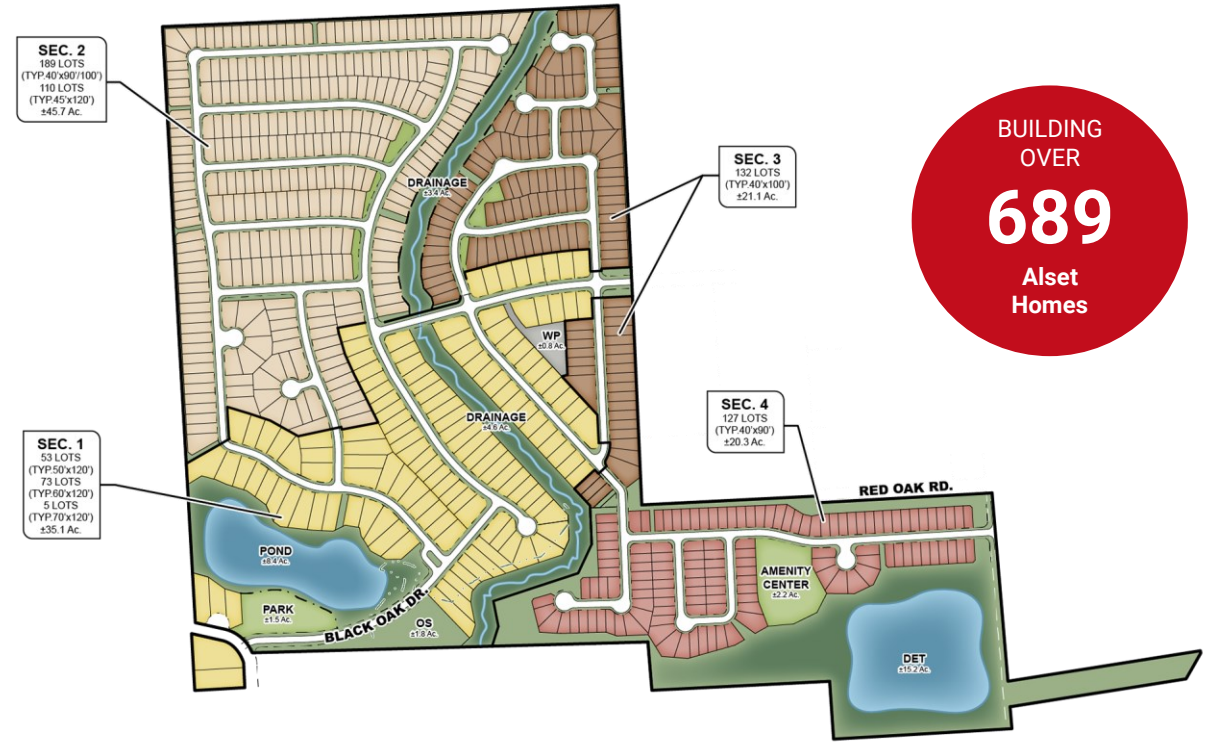 SEC. 2
189 LOTS
(TYP.40'x90'/100')
110 LOTS
(TYP.45'x120')
±45.7 Ac.
BUILDING
OVER
689
Alset
Homes
SEC. 3
132 LOTS
(TYP.40'x100')
±21.1 Ac.
DRAINAGE
±3.4 Ac.
WP
±0.8 Ac.
DRAINAGE
±4.6 Ac.
SEC. 4
127 LOTS
(TYP.40'x90')
±20.3 Ac.
SEC. 1
53 LOTS
(TYP.50'x120')
73 LOTS
(TYP.60'x120')
5 LOTS
(TYP.70'x120')
±35.1 Ac.
RED OAK RD.
POND
±6.4 Ac.
AMENITY
CENTER
±2.2 Ac.
PARK
±1.5 Ac.
BLACK OAK DR.
OS
±1.8 Ac.
DET
±15.2 Ac.